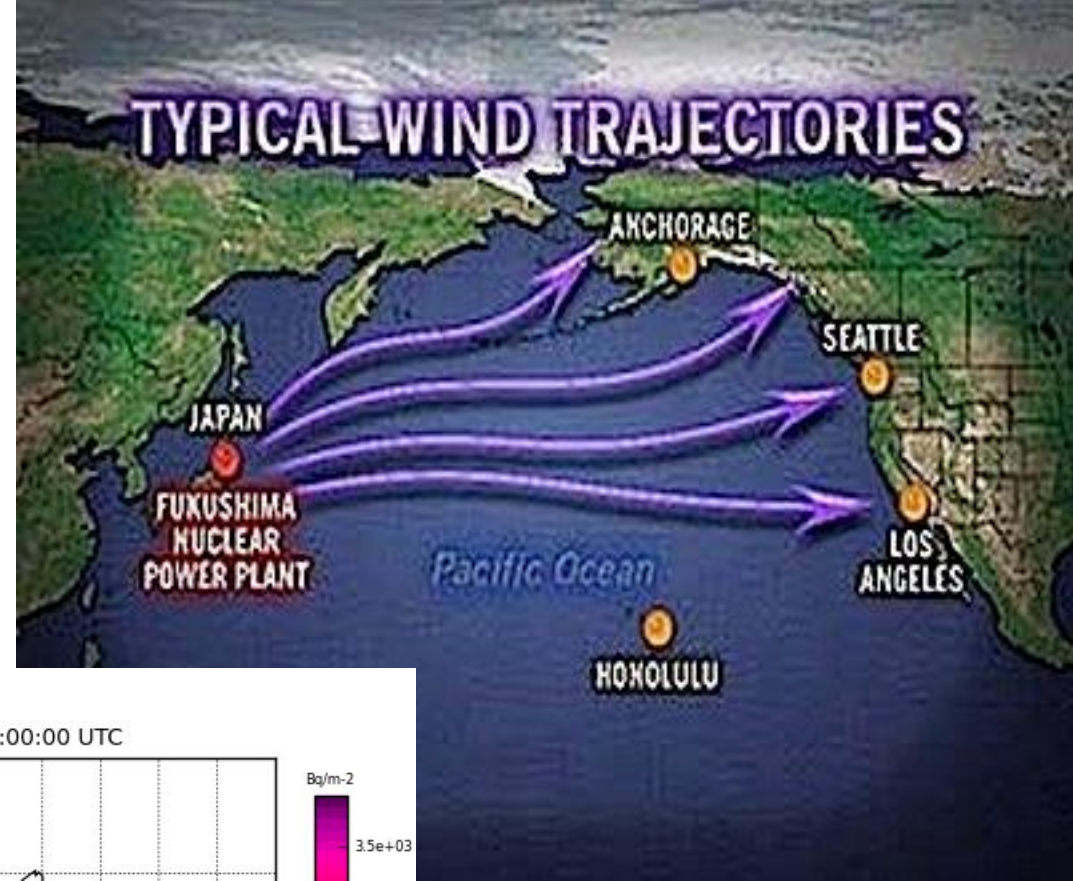 TYPICAL WIND TRAJECTORIES
ANCHORAGE
SEATTLE
JAPAN
FUKUSHIMA
NUCLEAR
POWER PLANT
LOS
ANGELES
Pacific Ocean
HONOLULU
:00:00 UTC
Bq/m-2
3.5e+03